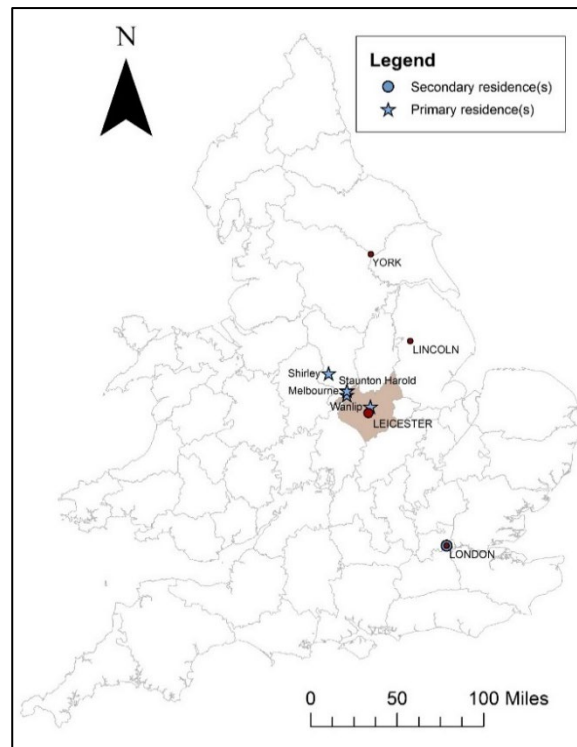 N
Legend
Secondary residence(s)
Primary residence(s)
YORK
LINCOLN
Shirley
Staunton Harold
Melbourne
Wanlip
LEICESTER
LONDON
0 50 100 Miles